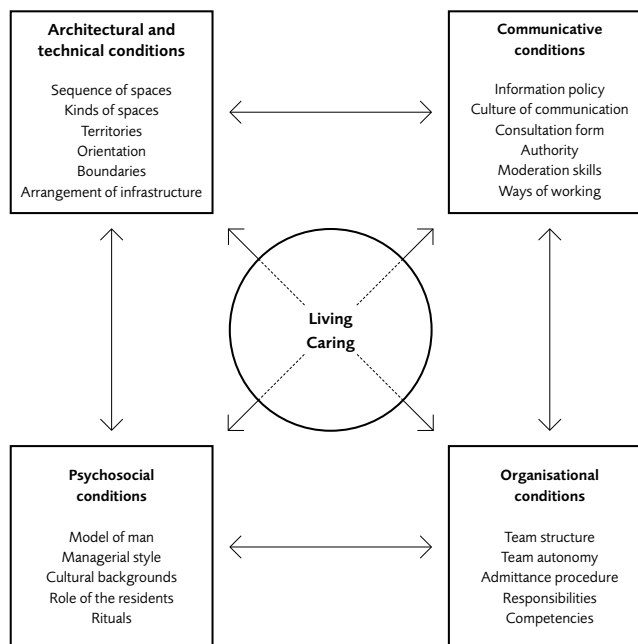 Architectural and
technical conditions
Sequence of spaces
Kinds of spaces
Territories
Orientation
Boundaries
Arrangement of infrastructure
Communicative
conditions
Information policy
Culture of communication
Consultation form
Authority
Moderation skills
Ways of working
Living
Caring
Psychosocial
conditions
Model of man
Managerial style
Cultural backgrounds
Role of the residents
Rituals
Organisational
conditions
Team structure
Team autonomy
Admittance procedure
Responsibilities
Competencies